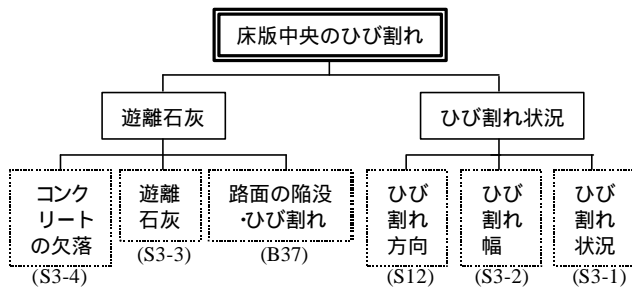 床版中央のひび割れ
遊離石灰
ひび割れ状況
コンク
リート
の欠落
(S3-4)
遊離
石灰
(S3-3)
路面の陥没
・ひび割れ
(B37)
ひび
割れ
方向
(S12)
ひび
割れ
幅
(S3-2)
ひび
割れ
状況
(S3-1)